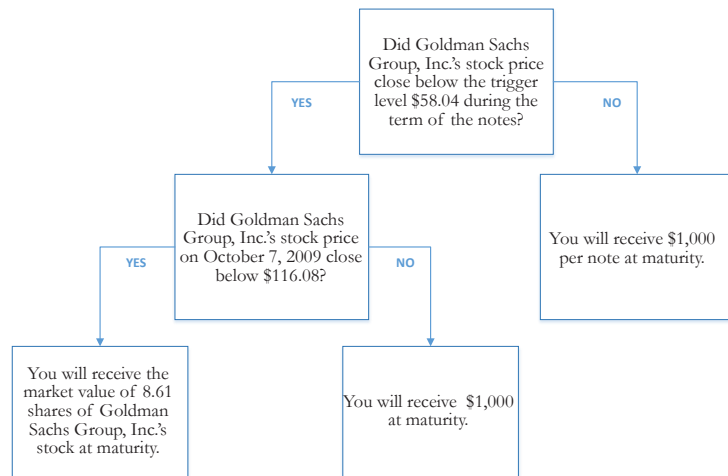 Did Goldman Sachs
Group, Inc.'s stock price
close below the trigger
level $58.04 during the
term of the notes?
YES
NO
Did Goldman Sachs
Group, Inc.'s stock price
on October 7, 2009 close
below $116.08?
You will receive $1,000
per note at maturity.
YES
NO
You will receive the
market value of 8.61
shares of Goldman
Sachs Group, Inc.'s
stock at maturity.
You will receive $1,000
at maturity.